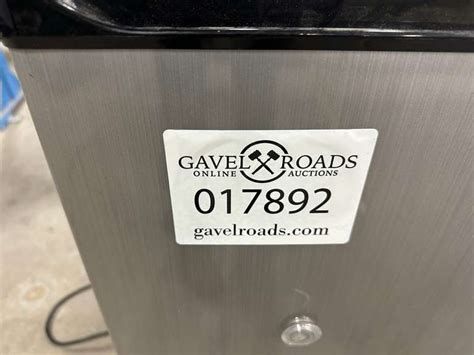 GAVEL ROADS
ONLINE AUCTIONS
017892
gavelroads.com